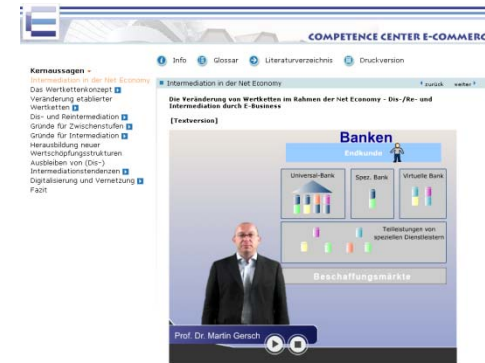 COMPETENCE CENTER E-COMMERC
Info Glossar Literaturverzeichnis Druckversion
Kernaussagen -
Intermediation in der Net Economy
Das Wertkettenkonzept
Veränderung etablierter
Wertketten
Dis- und Reintermediation
Gründe für Zwischenstufen
Gründe für Intermediation
Herausbildung neuer
Wertschöpfungsstrukturen
Ausbleiben von (Dis-)
Intermediationstendenzen
Digitalisierung und Vernetzung
Fazit
Intermediation in der Net Economy
zurück weiter
Die Veränderung von Wertketten im Rahmen der Net Economy - Dis-/Re- und
Intermediation durch E-Business
[Textversion]
Banken
Endkunde
Universal-Bank
Spez. Bank
Virtuelle Bank
Teilleistungen von
speziellen Dienstleistern
Beschaffungsmärkte
Prof. Dr. Martin Gersch